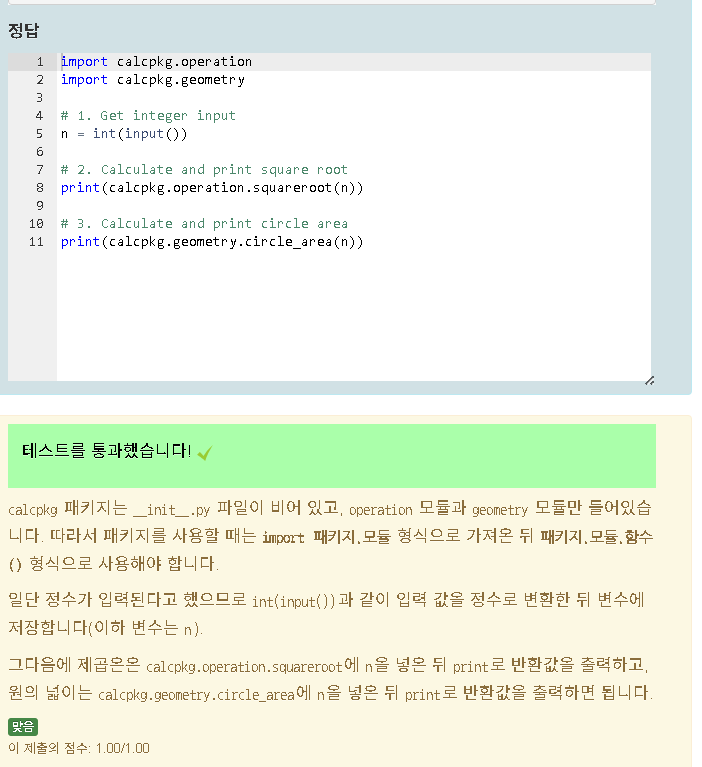 정답
1 import calcpkg.operation
2 import calcpkg.geometry
3
4 # 1. Get integer input
5 n = int(input())
6
7 # 2. Calculate and print square root
8 print(calcpkg.operation.squareroot(n))
9
10 # 3. Calculate and print circle area
11 print(calcpkg.geometry.circle_area(n))
테스트를 통과했습니다!
calcpkg 패키지는 __init__.py 파일이 비어 있고, operation 모듈과 geometry 모듈만 들어있습
니다. 따라서 패키지를 사용할 때는 import 패키지.모듈 형식으로 가져온 뒤 패키지.모듈.함수
() 형식으로 사용해야 합니다.
일단 정수가 입력된다고 했으므로 int(input())과 같이 입력 값을 정수로 변환한 뒤 변수에
저장합니다(이하 변수는 n).
그다음에 제곱온은 calcpkg.operation.squareroot에 n을 넣은 뒤 print로 반환값을 출력하고,
원의 넓이는 calcpkg.geometry.circle_area에 n을 넣은 뒤 print로 반환값을 출력하면 됩니다.
맞음
이 제출의 점수: 1.00/1.00